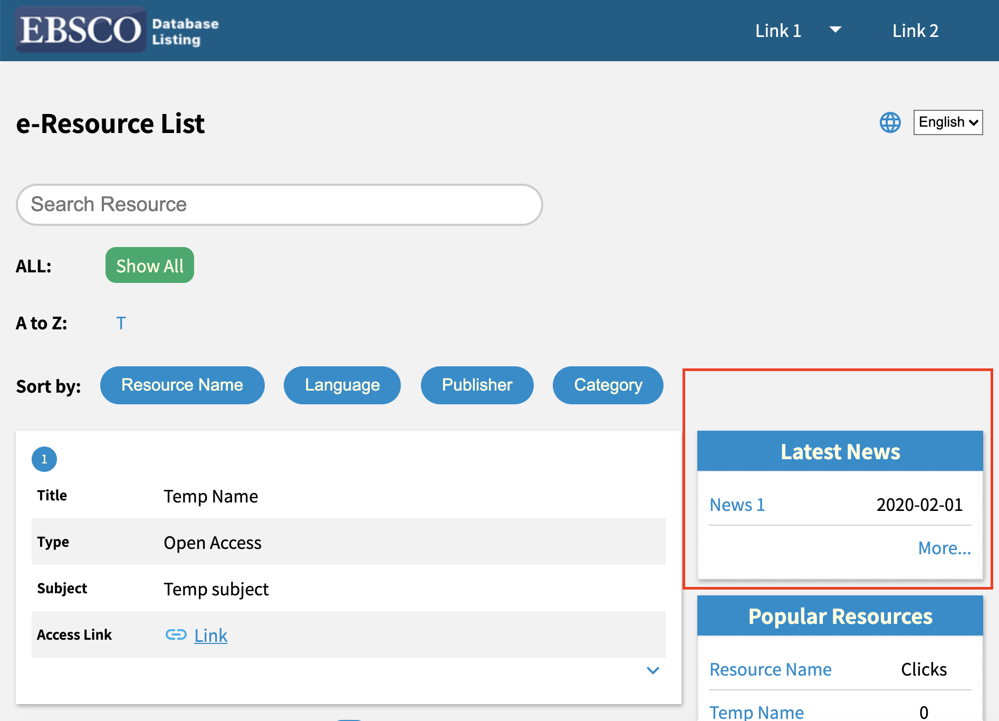 EBSCO Database
Listing
Link 1 Link 2
e-Resource List
English
Search Resource
ALL: Show All
A to Z: T
Sort by: Resource Name Language Publisher Category
1
Title Temp Name
Type Open Access
Subject Temp subject
Access Link Link
Latest News
News 1 2020-02-01
More...
Popular Resources
Resource Name Clicks
Temp Name 0